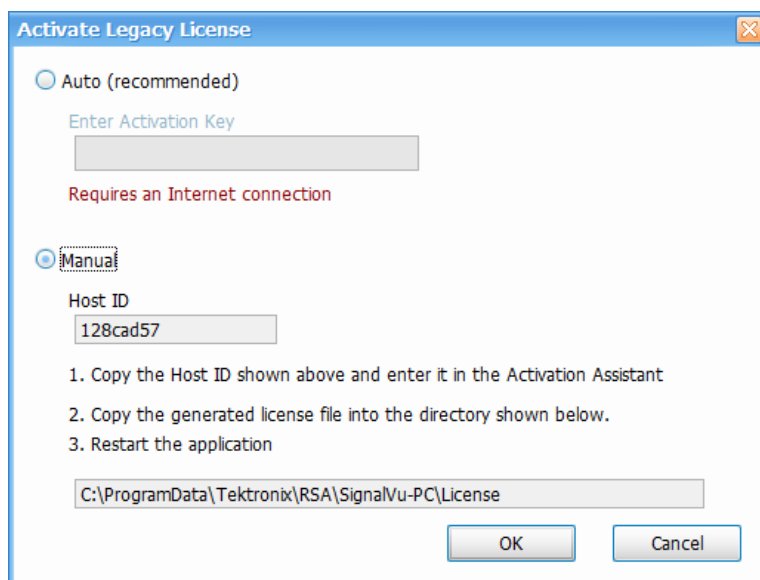 Activate Legacy License
Auto (recommended)
Enter Activation Key
Requires an Internet connection
Manual
Host ID
128cad57
1. Copy the Host ID shown above and enter it in the Activation Assistant
2. Copy the generated license file into the directory shown below.
3. Restart the application
C:\ProgramData\Tektronix\RSA\SignalVu-PC\License
OK
Cancel